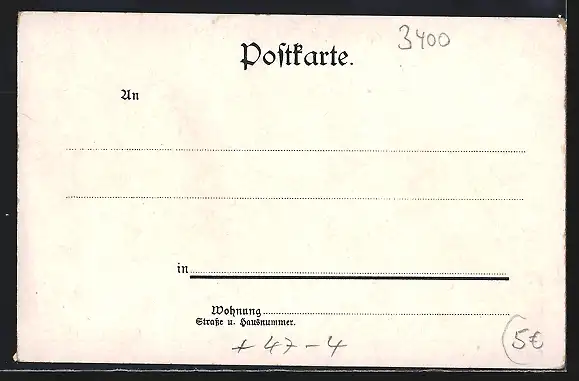 3400
Postkarte.
An
in
Wohnung
Straße u. Hausnummer.
+ 47-4
5€